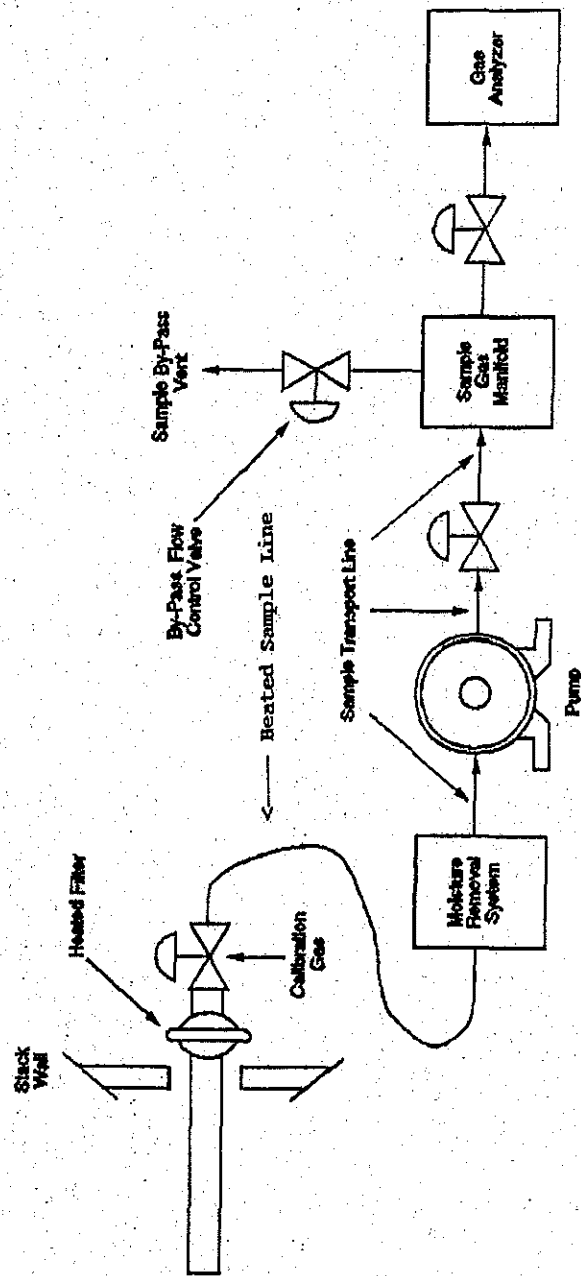 Stack
Wall
Heated Filter
Calibration
Gas
<—— Heated Sample Line
By-Pass Flow
Control Valve
Sample By-Pass
Vent
Moisture
Removal
System
Sample Transport Line
Pump
Sample
Gas
Manifold
Gas
Analyzer